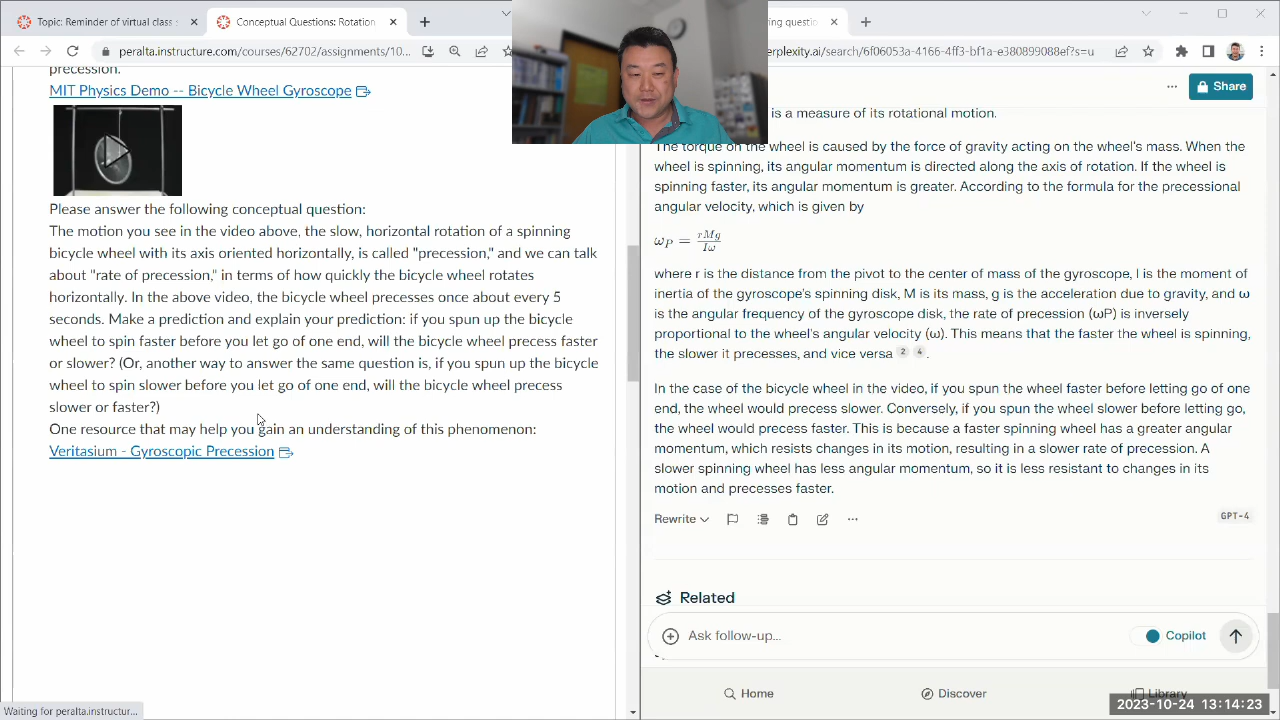 Topic: Reminder of virtual class
Conceptual Questions: Rotation
ing questio
peralta.instructure.com/courses/62702/assignments/10...
perplexity.ai/search/6f06053a-4166-4ff3-bf1a-e380899088ef?s=u
precession.
MIT Physics Demo -- Bicycle Wheel Gyroscope
Please answer the following conceptual question:
The motion you see in the video above, the slow, horizontal rotation of a spinning
bicycle wheel with its axis oriented horizontally, is called "precession," and we can talk
about "rate of precession," in terms of how quickly the bicycle wheel rotates
horizontally. In the above video, the bicycle wheel precesses once about every 5
seconds. Make a prediction and explain your prediction: if you spun up the bicycle
wheel to spin faster before you let go of one end, will the bicycle wheel precess faster
or slower? (Or, another way to answer the same question is, if you spun up the bicycle
wheel to spin slower before you let go of one end, will the bicycle wheel precess
slower or faster?)
One resource that may help you gain an understanding of this phenomenon:
Veritasium - Gyroscopic Precession
Waiting for peralta.instructur...
Share
is a measure of its rotational motion.
The torque on the wheel is caused by the force of gravity acting on the wheel's mass. When the
wheel is spinning, its angular momentum is directed along the axis of rotation. If the wheel is
spinning faster, its angular momentum is greater. According to the formula for the precessional
angular velocity, which is given by
ωP = rMg/Iω
where r is the distance from the pivot to the center of mass of the gyroscope, I is the moment of
inertia of the gyroscope's spinning disk, M is its mass, g is the acceleration due to gravity, and ω
is the angular frequency of the gyroscope disk, the rate of precession (ωP) is inversely
proportional to the wheel's angular velocity (ω). This means that the faster the wheel is spinning,
the slower it precesses, and vice versa 2 4 .
In the case of the bicycle wheel in the video, if you spun the wheel faster before letting go of one
end, the wheel would precess slower. Conversely, if you spun the wheel slower before letting go,
the wheel would precess faster. This is because a faster spinning wheel has a greater angular
momentum, which resists changes in its motion, resulting in a slower rate of precession. A
slower spinning wheel has less angular momentum, so it is less resistant to changes in its
motion and precesses faster.
Rewrite
GPT-4
Related
Ask follow-up...
Copilot
Home
Discover
Library
2023-10-24 13:14:23